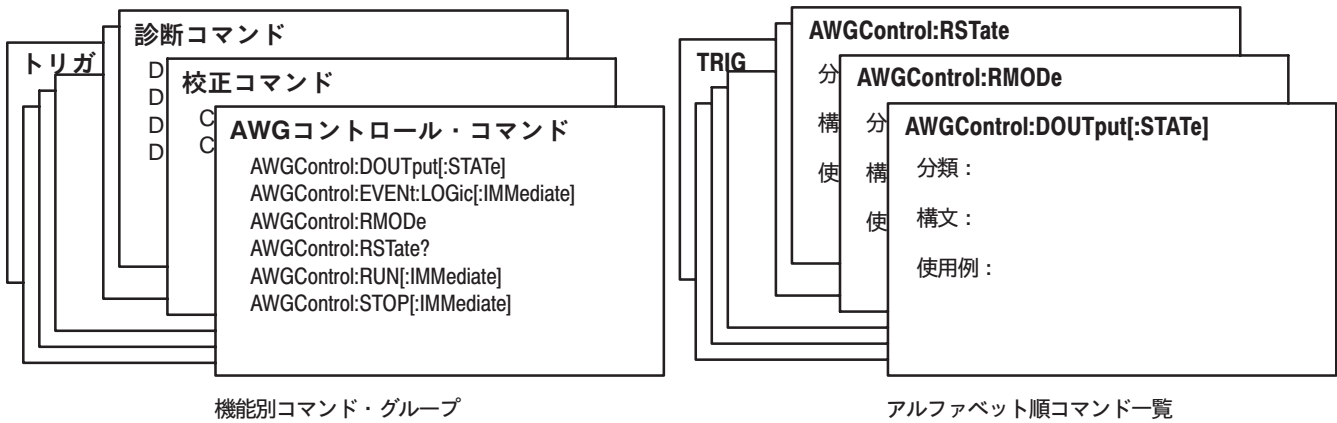 トリガ
診断コマンド
D
D
D
D
校正コマンド
C
C
AWGコントロール・コマンド
AWGControl:DOUTput[:STATe]
AWGControl:EVENt:LOGic[:IMMediate]
AWGControl:RMODe
AWGControl:RSTate?
AWGControl:RUN[:IMMediate]
AWGControl:STOP[:IMMediate]
機能別コマンド・グループ
TRIG
AWGControl:RSTate
分
構
使
AWGControl:RMODe
分
構
使
AWGControl:DOUTput[:STATe]
分類：
構文：
使用例：
アルファベット順コマンド一覧